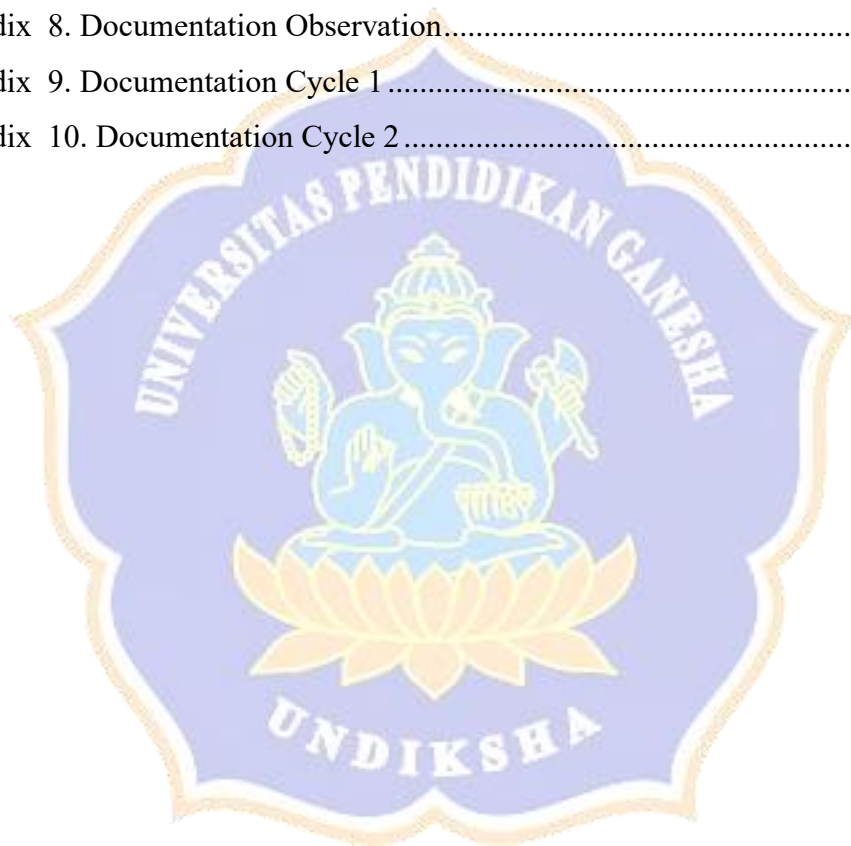 dix 8. Documentation Observation
dix 9. Documentation Cycle 1
dix 10. Documentation Cycle 2
UNIVERSITAS PENDIDIKAN GANESHA
UNDIKSHA